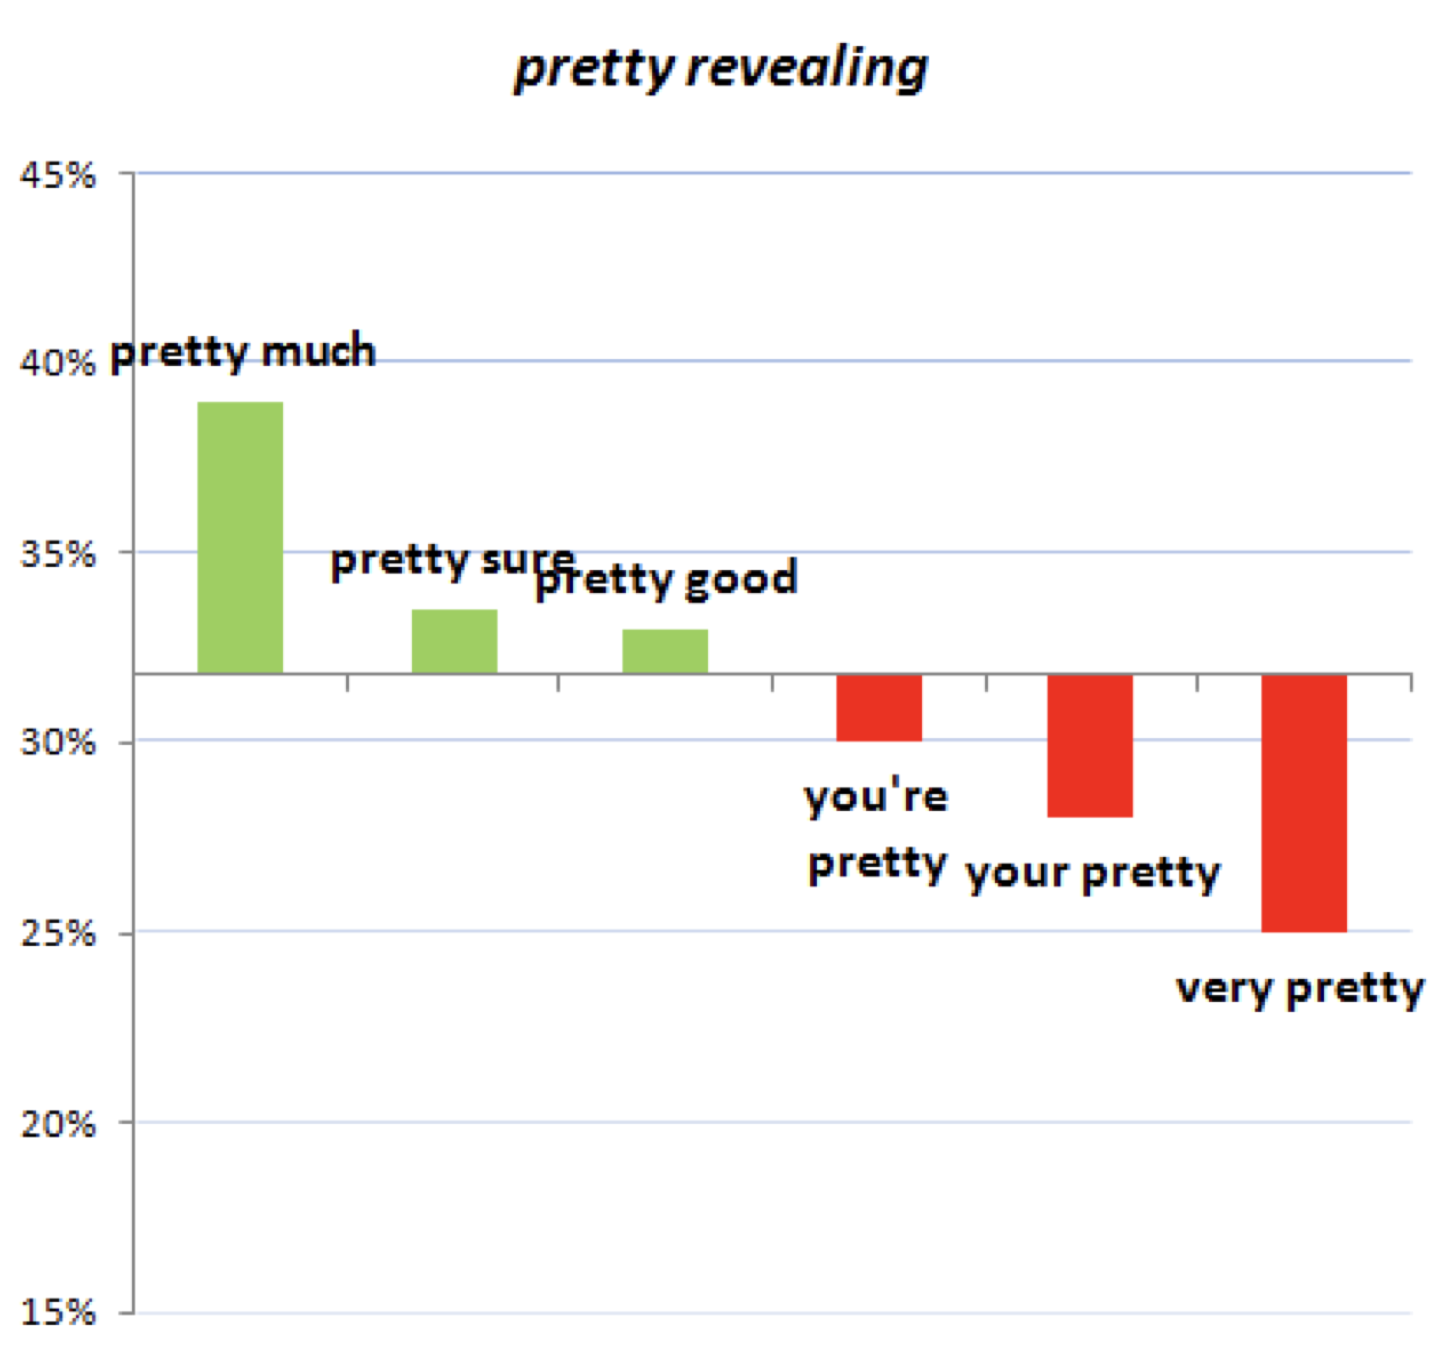 pretty revealing
45%
40%
pretty much
35%
pretty sure
pretty good
30%
you're
pretty
your pretty
25%
very pretty
20%
15%